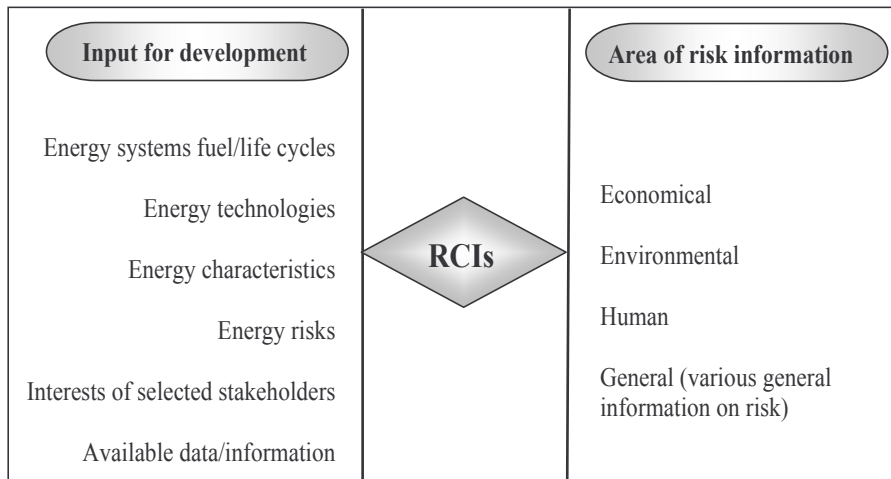 Input for development
Energy systems fuel/life cycles
Energy technologies
Energy characteristics
Energy risks
Interests of selected stakeholders
Available data/information
RCIs
Area of risk information
Economical
Environmental
Human
General (various general
information on risk)